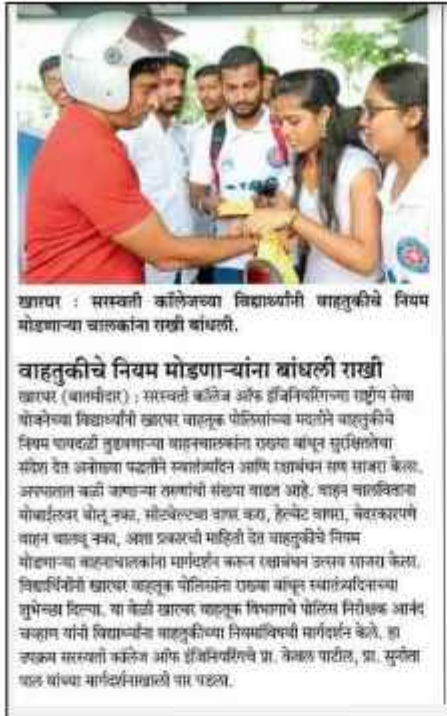 खारघर : सरस्वती कॉलेजच्या विद्यार्थ्यांनी वाहतुकीचे नियम
मोडणाऱ्या चालकांना राखी बांधली.
वाहतुकीचे नियम मोडणाऱ्यांना बांधली राखी
खारघर (बातमीदार) : सरस्वती कॉलेज ऑफ इंजिनियरिंगच्या राष्ट्रीय सेवा
योजनेच्या विद्यार्थ्यांनी खारघर वाहतूक पोलिसांच्या मदतीने वाहतुकीचे
नियम पायदळी तुडवणाऱ्या वाहनचालकांना राख्या बांधून सुरक्षिततेचा
संदेश देत अनोख्या पद्धतीने स्वातंत्र्यदिन आणि रक्षाबंधन सण साजरा केला.
अपघातात बळी जाणाऱ्या तरुणांची संख्या वाढत आहे. वाहन चालविताना
मोबाईलवर बोलू नका, सीटबेल्टचा वापर करा, हेल्मेट वापरा, बेदरकारपणे
वाहन चालवू नका, अशा प्रकारची माहिती देत वाहतुकीचे नियम
मोडणाऱ्या वाहनचालकांना मार्गदर्शन करून रक्षाबंधन उत्सव साजरा केला.
विद्यार्थिनींनी खारघर वाहतूक पोलिसांना राख्या बांधून स्वातंत्र्यदिनाच्या
शुभेच्छा दिल्या. या वेळी खारघर वाहतूक विभागाचे पोलिस निरीक्षक आनंद
चव्हाण यांनी विद्यार्थ्यांना वाहतुकीच्या नियमांविषयी मार्गदर्शन केले. हा
उपक्रम सरस्वती कॉलेज ऑफ इंजिनियरिंगचे प्रा. केवल पाटील, प्रा. सुनीता
पाल यांच्या मार्गदर्शनाखाली पार पडला.